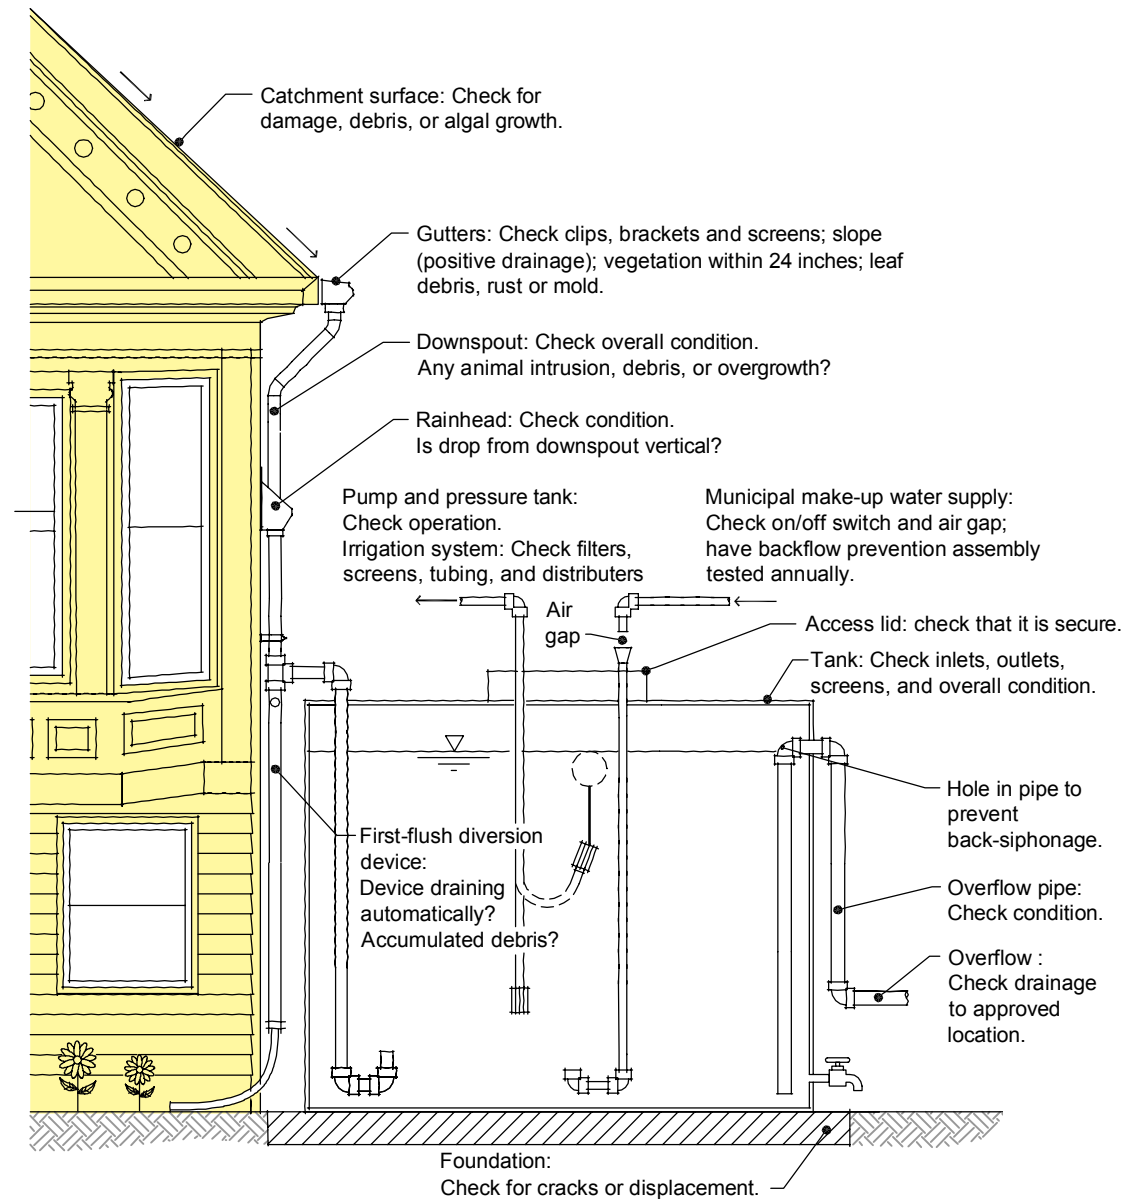 Catchment surface: Check for
damage, debris, or algal growth.
Gutters: Check clips, brackets and screens; slope
(positive drainage); vegetation within 24 inches; leaf
debris, rust or mold.
Downspout: Check overall condition.
Any animal intrusion, debris, or overgrowth?
Rainhead: Check condition.
Is drop from downspout vertical?
Pump and pressure tank:
Check operation.
Irrigation system: Check filters,
screens, tubing, and distributers
Municipal make-up water supply:
Check on/off switch and air gap;
have backflow prevention assembly
tested annually.
Air
gap
Access lid: check that it is secure.
Tank: Check inlets, outlets,
screens, and overall condition.
Hole in pipe to
prevent
back-siphonage.
First-flush diversion
device:
Device draining
automatically?
Accumulated debris?
Overflow pipe:
Check condition.
Overflow :
Check drainage
to approved
location.
Foundation:
Check for cracks or displacement.